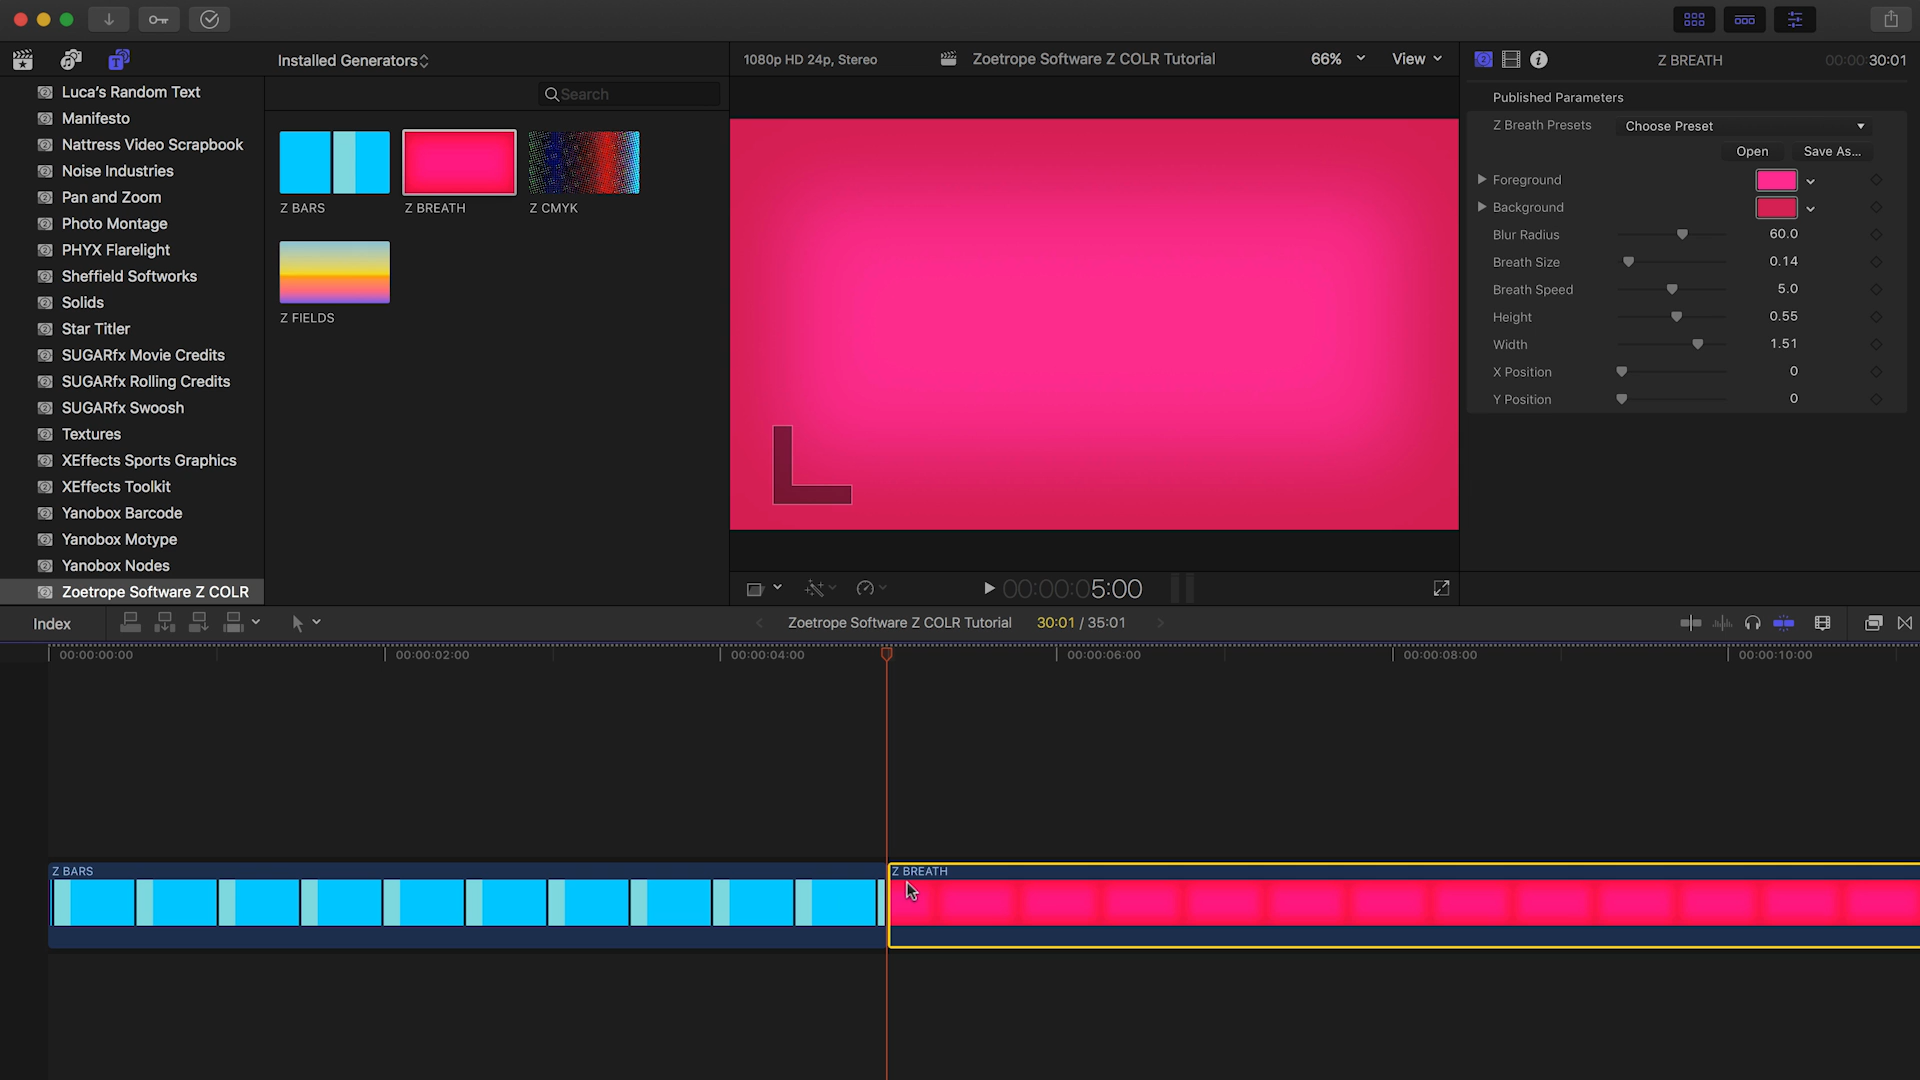 Installed Generators
1080p HD 24p, Stereo
Zoetrope Software Z COLR Tutorial
66%
View
Z BREATH
00:00:00:30:01
Luca's Random Text
Manifesto
Nattress Video Scrapbook
Noise Industries
Pan and Zoom
Photo Montage
PHYX Flarelight
Sheffield Softworks
Solids
Star Titler
SUGARfx Movie Credits
SUGARfx Rolling Credits
SUGARfx Swoosh
Textures
XEffects Sports Graphics
XEffects Toolkit
Yanobox Barcode
Yanobox Motype
Yanobox Nodes
Zoetrope Software Z COLR
Search
Z BARS
Z BREATH
Z CMYK
Z FIELDS
00:00:00:05:00
Published Parameters
Z Breath Presets
Choose Preset
Open
Save As...
Foreground
Background
Blur Radius 60.0
Breath Size 0.14
Breath Speed 5.0
Height 0.55
Width 1.51
X Position 0
Y Position 0
Index
Zoetrope Software Z COLR Tutorial
30:01 / 35:01
00:00:00:00
00:00:02:00
00:00:04:00
00:00:06:00
00:00:08:00
00:00:10:00
Z BARS
Z BREATH